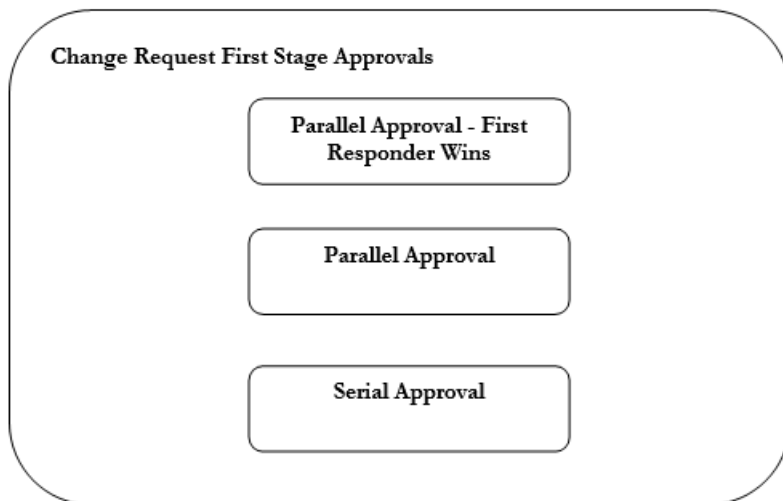 Change Request First Stage Approvals
Parallel Approval - First
Responder Wins
Parallel Approval
Serial Approval